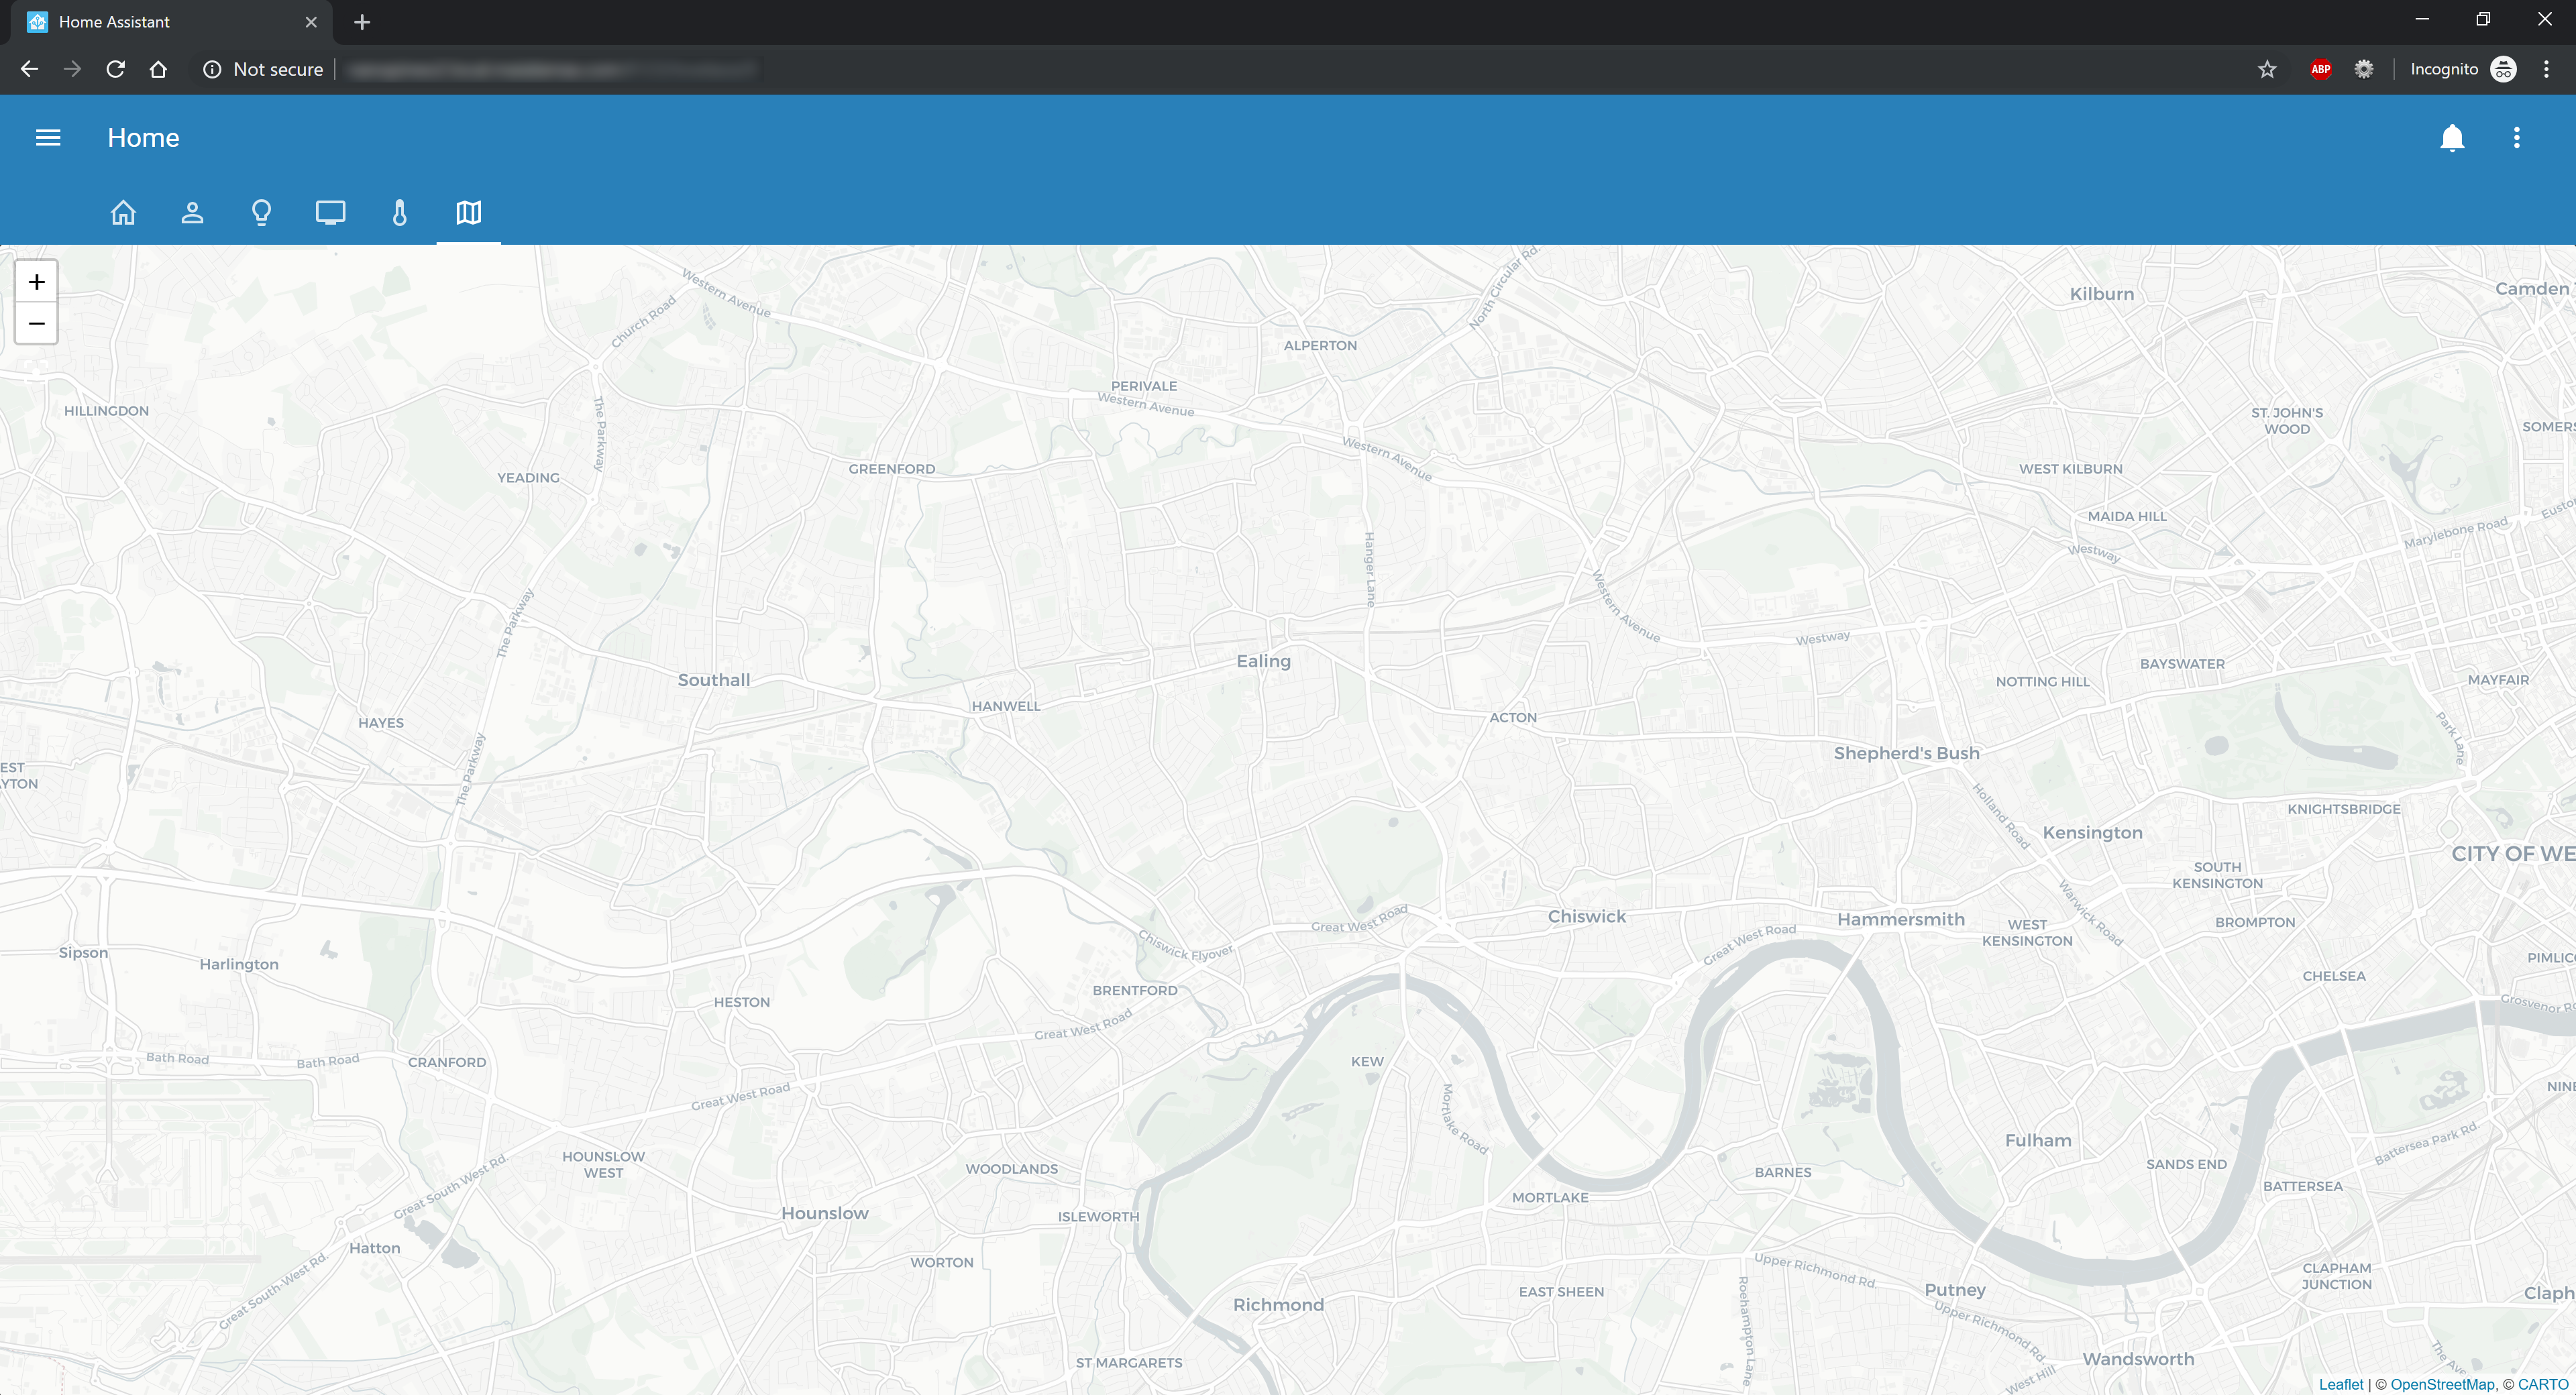 Home Assistant
Not secure
ABP
Incognito
Home
+
−
Western Avenue
Church Road
North Circular Rd.
Kilburn
Camden
ALPERTON
PERIVALE
Western Avenue
HILLINGDON
The Parkway
ST. JOHN'S
WOOD
SOMERS
Western Avenue
YEADING
GREENFORD
WEST KILBURN
MAIDA HILL
Marylebone Road
Eusto
Westway
Hanger Lane
The Parkway
Western Avenue
Westway
Ealing
Southall
BAYSWATER
NOTTING HILL
MAYFAIR
HANWELL
ACTON
HAYES
Park Lane
Shepherd's Bush
EST
YTON
The Parkway
Holland Road
KNIGHTSBRIDGE
Kensington
CITY OF WE
SOUTH
KENSINGTON
Warwick Road
Great West Road
Chiswick
Hammersmith
WEST
KENSINGTON
BROMPTON
Sipson
Harlington
Chiswick Flyover
Great West Road
PIMLICO
CHELSEA
HESTON
BRENTFORD
Grosvenor Ro
Great West Road
Bath Road
Bath Road
CRANFORD
KEW
NINE
Great West Road
Mortlake Road
Fulham
Battersea Park Rd.
HOUNSLOW
WEST
WOODLANDS
BARNES
SANDS END
BATTERSEA
Great South West Rd.
MORTLAKE
Hounslow
ISLEWORTH
Hatton
WORTON
Upper Richmond Rd.
CLAPHAM
JUNCTION
Great South-West Rd.
Richmond
EAST SHEEN
Putney
Claph
Roehampton Lane
Upper Richmond Rd.
ST MARGARETS
Wandsworth
West Hill
The Ave
Leaflet | © OpenStreetMap, © CARTO